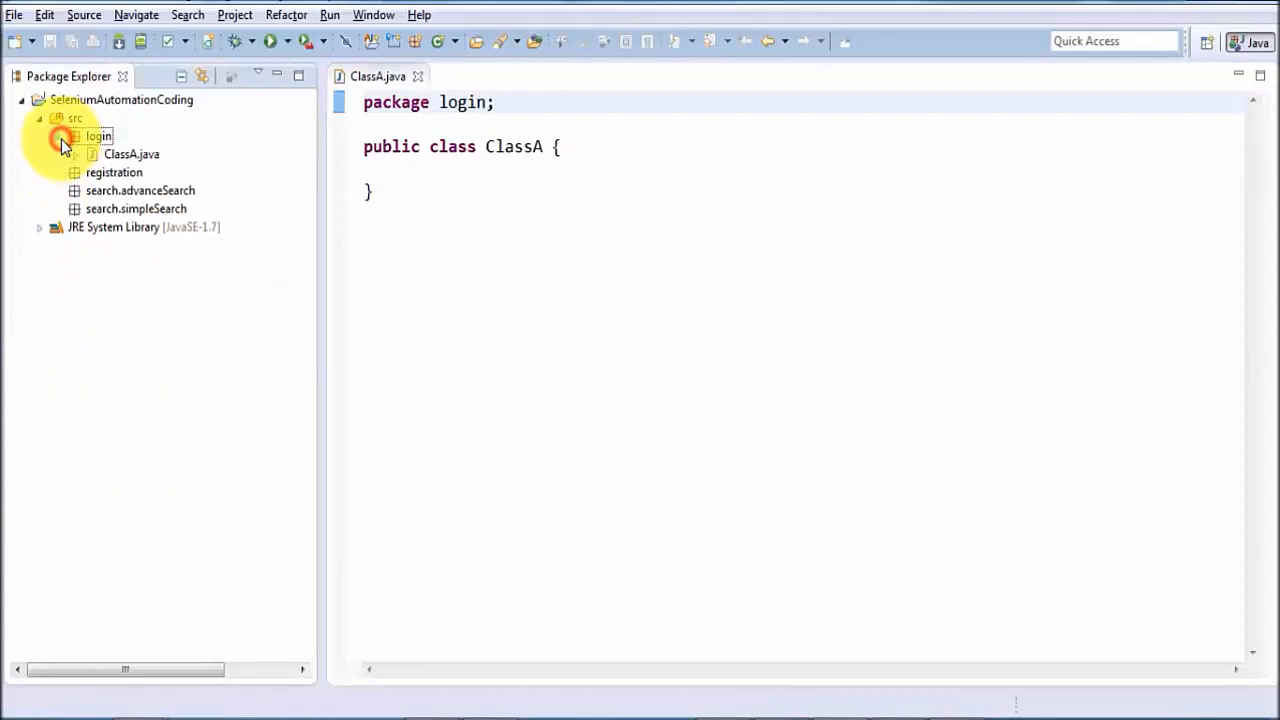 File Edit Source Navigate Search Project Refactor Run Window Help
Quick Access Java
Package Explorer
SeleniumAutomationCoding
src
login
ClassA.java
registration
search.advanceSearch
search.simpleSearch
JRE System Library [JavaSE-1.7]
ClassA.java
package login;
public class ClassA {
}